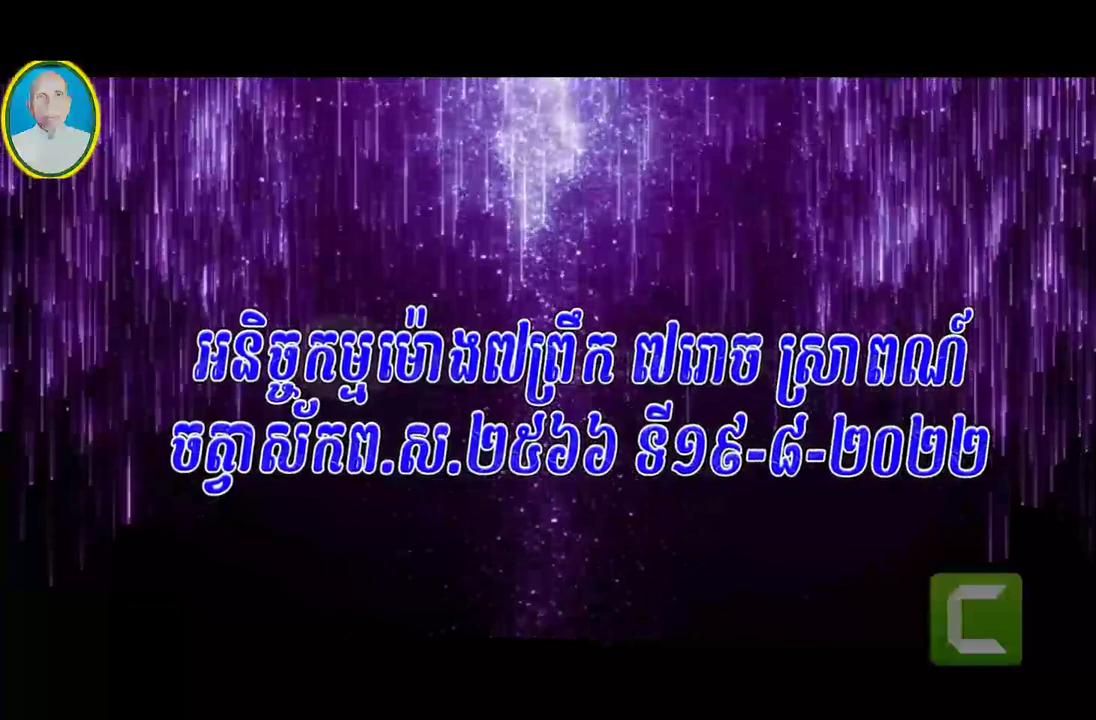 អនិច្ចកម្មម៉ោង៧ព្រឹក ៧រោច ស្រាពណ៍
ចត្វាស័កព.ស.២៥៦៦ ទី១៩-៨-២០២២